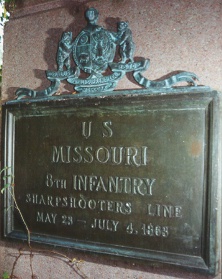 U S
MISSOURI
8TH INFANTRY
SHARPSHOOTERS LINE
MAY 23 – JULY 4, 1863